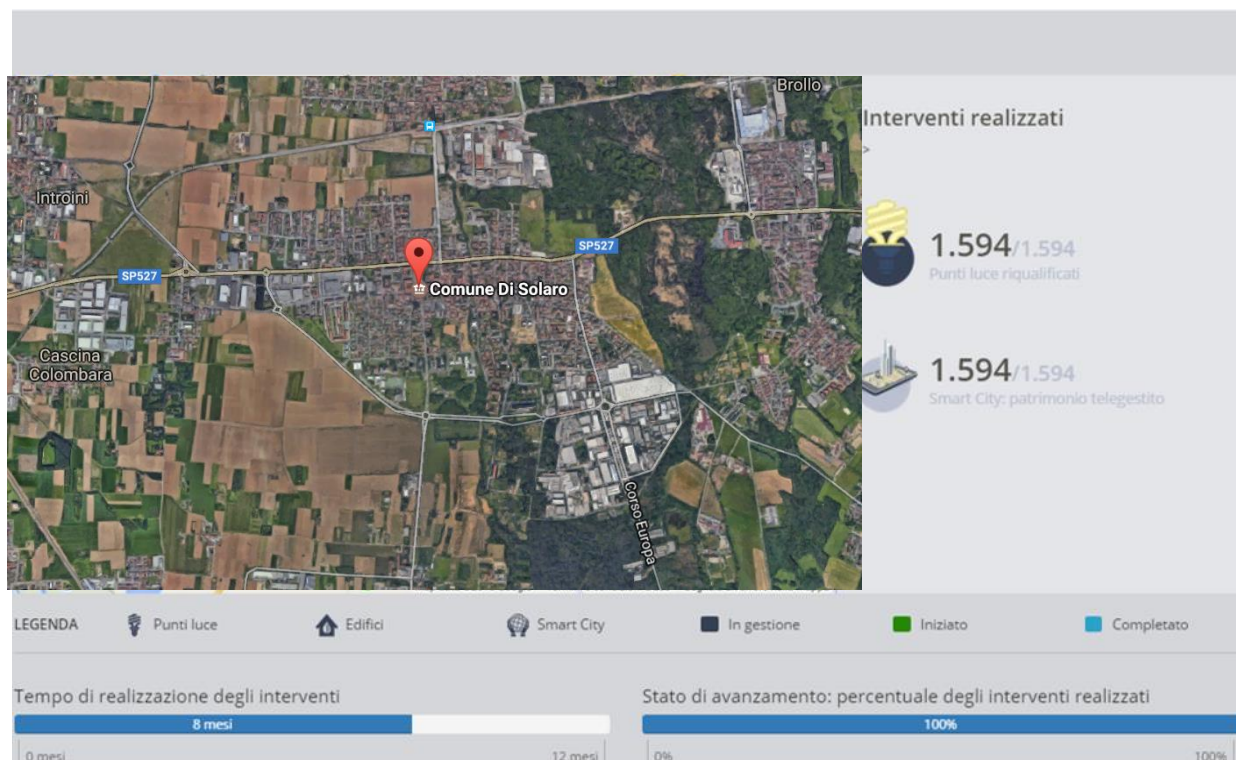 Brollo
Interventi realizzati
>
Introini
1.594/1.594
Punti luce riqualificati
SP527
SP527
Comune Di Solaro
Cascina
Colombara
1.594/1.594
Smart City: patrimonio telegestito
Corso Europa
LEGENDA
Punti luce
Edifici
Smart City
In gestione
Iniziato
Completato
Tempo di realizzazione degli interventi
8 mesi
0 mesi
12 mesi
Stato di avanzamento: percentuale degli interventi realizzati
100%
0%
100%